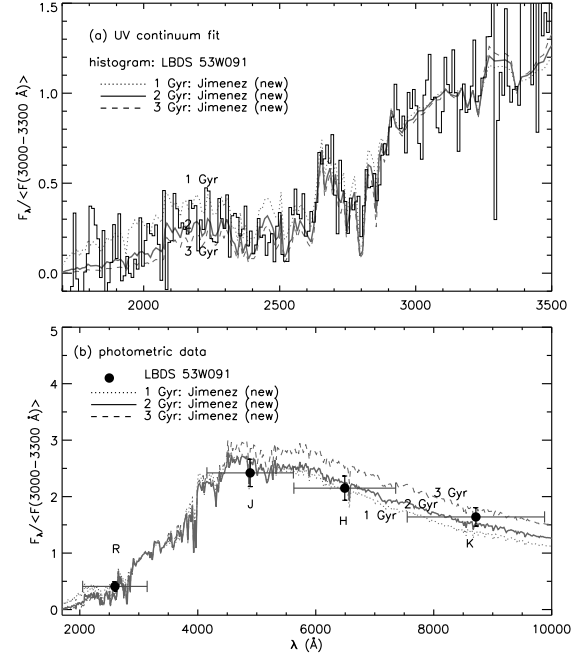 (a) UV continuum fit
histogram: LBDS 53W091
1 Gyr: Jimenez (new)
2 Gyr: Jimenez (new)
3 Gyr: Jimenez (new)
1 Gyr
2
3 Gyr
1.5
1.0
0.5
0.0
Fλ/<F(3000-3300 Å)>
2000
2500
3000
3500
(b) photometric data
LBDS 53W091
1 Gyr: Jimenez (new)
2 Gyr: Jimenez (new)
3 Gyr: Jimenez (new)
3 Gyr
2 Gyr
1 Gyr
R
J
H
K
5
4
3
2
1
0
Fλ/<F(3000-3300 Å)>
2000
4000
6000
8000
10000
λ (Å)